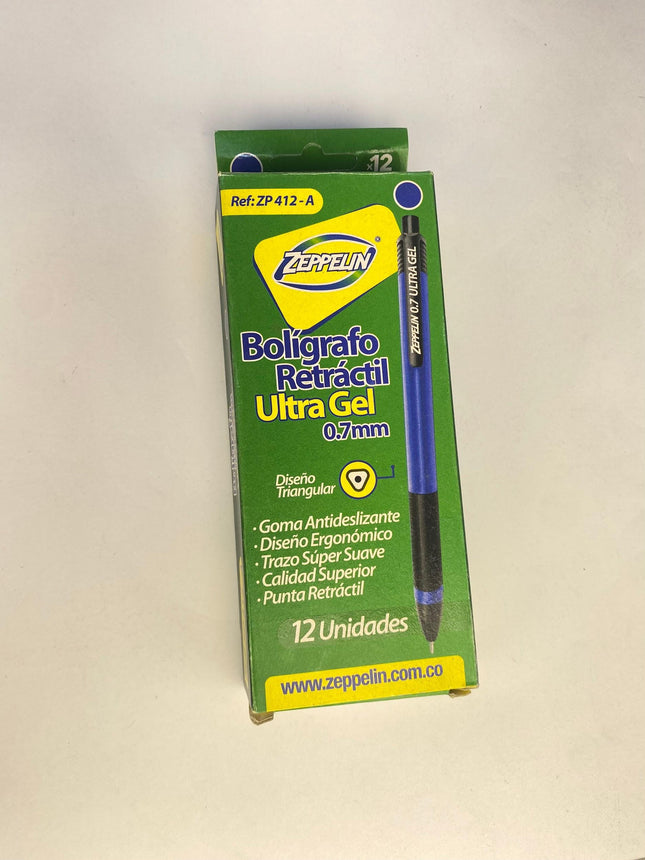 x12
Ref: ZP 412 - A
ZEPPELIN®
ZEPPELIN 0.7 ULTRA GEL
Bolígrafo
Retráctil
Ultra Gel
0.7mm
Diseño
Triangular
· Goma Antideslizante
· Diseño Ergonómico
· Trazo Súper Suave
· Calidad Superior
· Punta Retráctil
12 Unidades
www.zeppelin.com.co